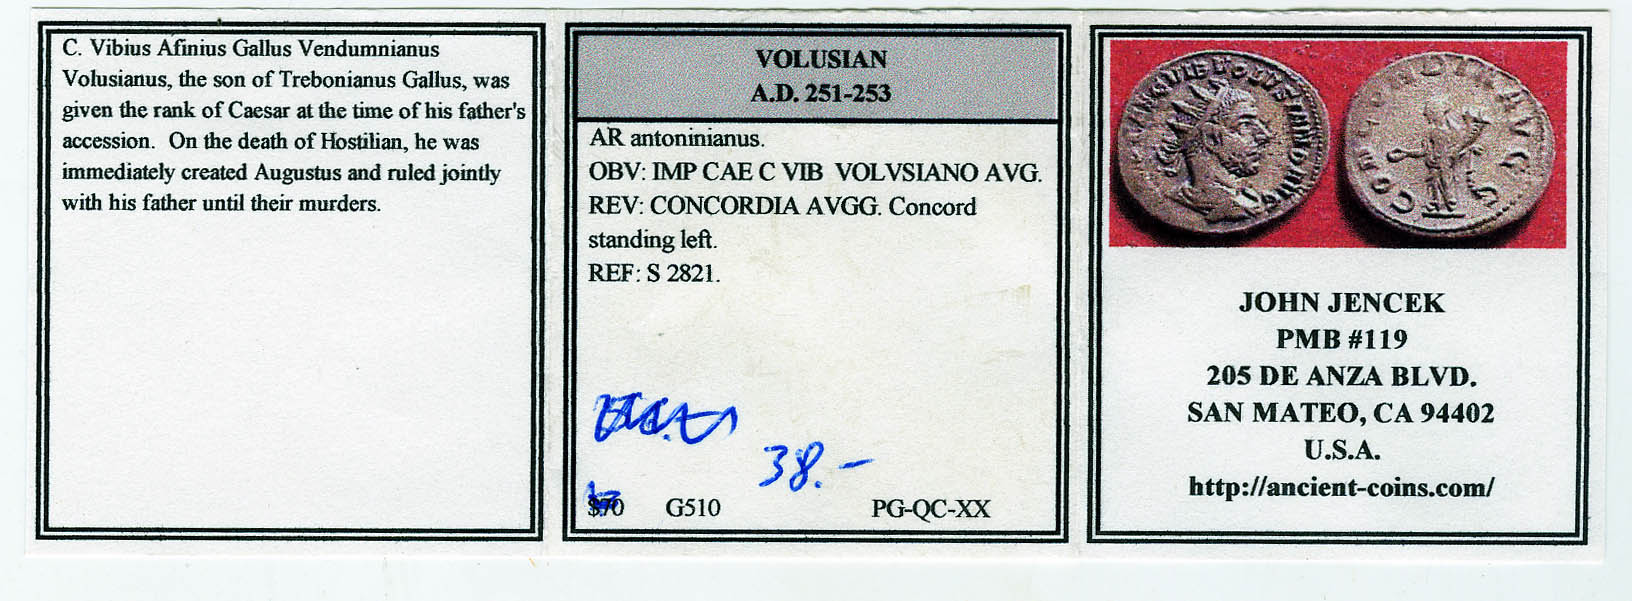 C. Vibius Afinius Gallus Vendumnianus
Volusianus, the son of Trebonianus Gallus, was
given the rank of Caesar at the time of his father's
accession. On the death of Hostilian, he was
immediately created Augustus and ruled jointly
with his father until their murders.
VOLUSIAN
A.D. 251-253
AR antoninianus.
OBV: IMP CAE C VIB VOLVSIANO AVG.
REV: CONCORDIA AVGG. Concord
standing left.
REF: S 2821.
38.-
$70 G510 PG-QC-XX
JOHN JENCEK
PMB #119
205 DE ANZA BLVD.
SAN MATEO, CA 94402
U.S.A.
http://ancient-coins.com/